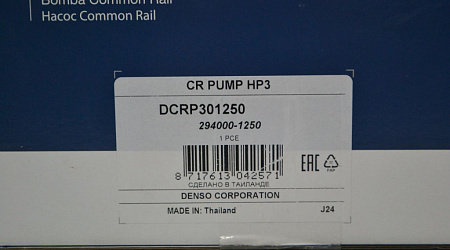 Bomba Common Rail
Насос Common Rail
CR PUMP HP3
DCRP301250
294000-1250
1 PCE
8 717613 042571
СДЕЛАНО В ТАИЛАНДЕ
EAC
PAP
DENSO CORPORATION
MADE IN: Thailand
J24